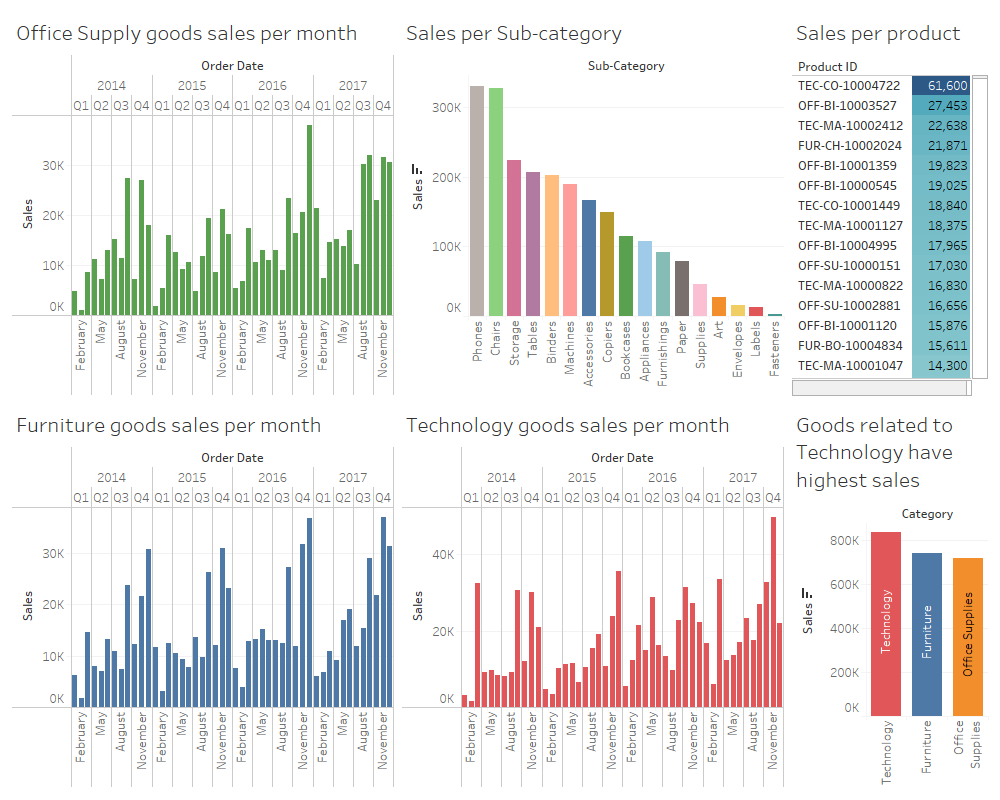 Office Supply goods sales per month
Order Date
2014 2015 2016 2017
Q1 Q2 Q3 Q4 Q1 Q2 Q3 Q4 Q1 Q2 Q3 Q4 Q1 Q2 Q3 Q4
Sales
30K
20K
10K
0K
February May August November February May August November February May August November February May August November
Sales per Sub-category
Sub-Category
Sales
300K
200K
100K
0K
Phones Chairs Storage Tables Binders Machines Accessories Copiers Bookcases Appliances Furnishings Paper Supplies Art Envelopes Labels Fasteners
Sales per product
Product ID
TEC-CO-10004722 61,600
OFF-BI-10003527 27,453
TEC-MA-10002412 22,638
FUR-CH-10002024 21,871
OFF-BI-10001359 19,823
OFF-BI-10000545 19,025
TEC-CO-10001449 18,840
TEC-MA-10001127 18,375
OFF-BI-10004995 17,965
OFF-SU-10000151 17,030
TEC-MA-10000822 16,830
OFF-SU-10002881 16,656
OFF-BI-10001120 15,876
FUR-BO-10004834 15,611
TEC-MA-10001047 14,300
Furniture goods sales per month
Order Date
2014 2015 2016 2017
Q1 Q2 Q3 Q4 Q1 Q2 Q3 Q4 Q1 Q2 Q3 Q4 Q1 Q2 Q3 Q4
Sales
30K
20K
10K
0K
February May August November February May August November February May August November February May August November
Technology goods sales per month
Order Date
2014 2015 2016 2017
Q1 Q2 Q3 Q4 Q1 Q2 Q3 Q4 Q1 Q2 Q3 Q4 Q1 Q2 Q3 Q4
Sales
40K
20K
0K
February May August November February May August November February May August November February May August November
Goods related to
Technology have
highest sales
Category
Sales
800K
600K
400K
200K
0K
Technology Furniture Office Supplies
Technology Furniture Office
Supplies